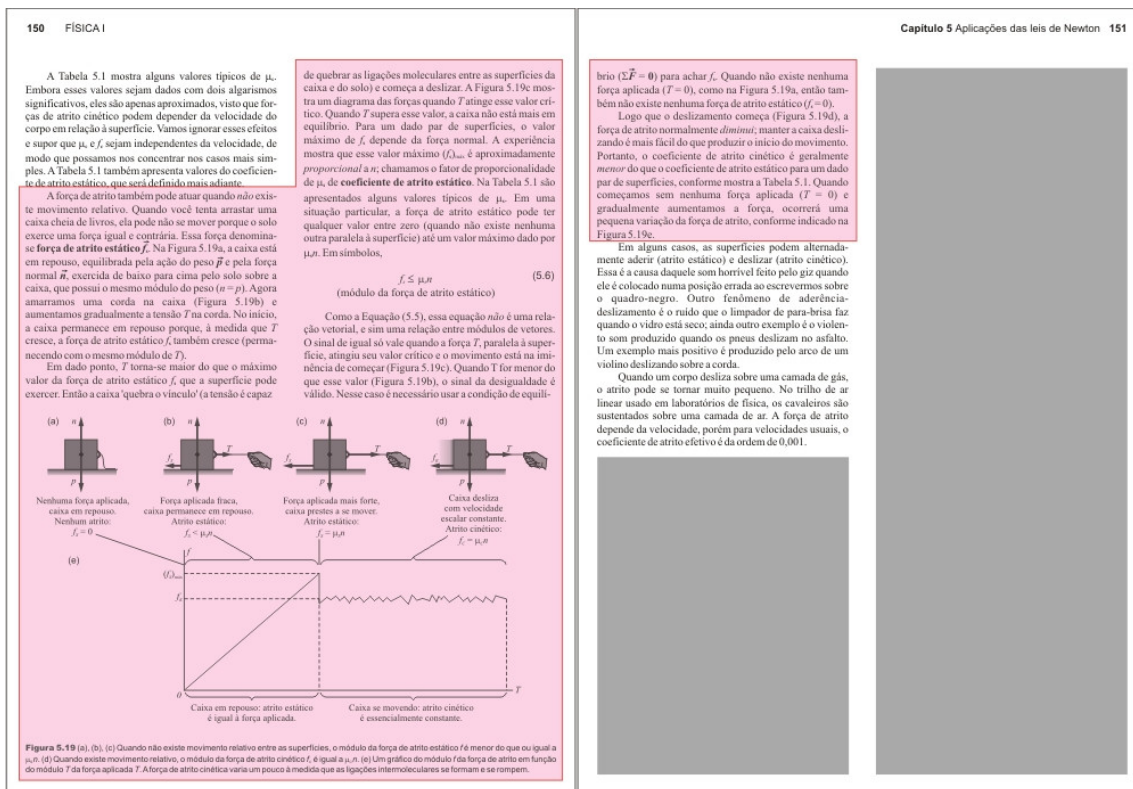 150 FÍSICA I
A Tabela 5.1 mostra alguns valores típicos de μc.
Embora esses valores sejam dados com dois algarismos
significativos, eles são apenas aproximados, visto que for-
ças de atrito cinético podem depender da velocidade do
corpo em relação à superfície. Vamos ignorar esses efeitos
e supor que μc e fc sejam independentes da velocidade, de
modo que possamos nos concentrar nos casos mais sim-
ples. A Tabela 5.1 também apresenta valores do coeficien-
te de atrito estático, que será definido mais adiante.
A força de atrito também pode atuar quando não exis-
te movimento relativo. Quando você tenta arrastar uma
caixa cheia de livros, ela pode não se mover porque o solo
exerce uma força igual e contrária. Essa força denomina-
se força de atrito estático f⃗s. Na Figura 5.19a, a caixa está
em repouso, equilibrada pela ação do peso p⃗ e pela força
normal n⃗, exercida de baixo para cima pelo solo sobre a
caixa, que possui o mesmo módulo do peso (n = p). Agora
amarramos uma corda na caixa (Figura 5.19b) e
aumentamos gradualmente a tensão T na corda. No início,
a caixa permanece em repouso porque, à medida que T
cresce, a força de atrito estático fs também cresce (perma-
necendo com o mesmo módulo de T).
Em dado ponto, T torna-se maior do que o máximo
valor da força de atrito estático fs que a superfície pode
exercer. Então a caixa 'quebra o vínculo' (a tensão é capaz
de quebrar as ligações moleculares entre as superfícies da
caixa e do solo) e começa a deslizar. A Figura 5.19c mos-
tra um diagrama das forças quando T atinge esse valor crí-
tico. Quando T supera esse valor, a caixa não está mais em
equilíbrio. Para um dado par de superfícies, o valor
máximo de fs depende da força normal. A experiência
mostra que esse valor máximo (fs)máx é aproximadamente
proporcional a n; chamamos o fator de proporcionalidade
de μs de coeficiente de atrito estático. Na Tabela 5.1 são
apresentados alguns valores típicos de μs. Em uma
situação particular, a força de atrito estático pode ter
qualquer valor entre zero (quando não existe nenhuma
outra paralela à superfície) até um valor máximo dado por
μsn. Em símbolos,
fs ≤ μsn (5.6)
(módulo da força de atrito estático)
Como a Equação (5.5), essa equação não é uma rela-
ção vetorial, e sim uma relação entre módulos de vetores.
O sinal de igual só vale quando a força T, paralela à super-
fície, atingiu seu valor crítico e o movimento está na imi-
nência de começar (Figura 5.19c). Quando T for menor do
que esse valor (Figura 5.19b), o sinal da desigualdade é
válido. Nesse caso é necessário usar a condição de equilí-
(a) n
p
Nenhuma força aplicada,
caixa em repouso.
Nenhum atrito:
fs = 0
(b) n
fs T
p
Força aplicada fraca,
caixa permanece em repouso.
Atrito estático:
fs < μsn
(c) n
fs T
p
Força aplicada mais forte,
caixa prestes a se mover.
Atrito estático:
fs = μsn
(d) n
fc T
p
Caixa desliza
com velocidade
escalar constante.
Atrito cinético:
fc = μcn
(e)
f
(fs)máx
fc
0
T
Caixa em repouso: atrito estático
é igual à força aplicada.
Caixa se movendo: atrito cinético
é essencialmente constante.
Figura 5.19 (a), (b), (c) Quando não existe movimento relativo entre as superfícies, o módulo da força de atrito estático f é menor do que ou igual a
μsn. (d) Quando existe movimento relativo, o módulo da força de atrito cinético fc é igual a μcn. (e) Um gráfico do módulo f da força de atrito em função
do módulo T da força aplicada T. A força de atrito cinética varia um pouco à medida que as ligações intermoleculares se formam e se rompem.
Capítulo 5 Aplicações das leis de Newton 151
brio (ΣF⃗ = 0) para achar fs. Quando não existe nenhuma
força aplicada (T = 0), como na Figura 5.19a, então tam-
bém não existe nenhuma força de atrito estático (fs = 0).
Logo que o deslizamento começa (Figura 5.19d), a
força de atrito normalmente diminui; manter a caixa desli-
zando é mais fácil do que produzir o início do movimento.
Portanto, o coeficiente de atrito cinético é geralmente
menor do que o coeficiente de atrito estático para um dado
par de superfícies, conforme mostra a Tabela 5.1. Quando
começamos sem nenhuma força aplicada (T = 0) e
gradualmente aumentamos a força, ocorrerá uma
pequena variação da força de atrito, conforme indicado na
Figura 5.19e.
Em alguns casos, as superfícies podem alternada-
mente aderir (atrito estático) e deslizar (atrito cinético).
Essa é a causa daquele som horrível feito pelo giz quando
ele é colocado numa posição errada ao escrevermos sobre
o quadro-negro. Outro fenômeno de aderência-
deslizamento é o ruído que o limpador de para-brisa faz
quando o vidro está seco; ainda outro exemplo é o violen-
to som produzido quando os pneus deslizam no asfalto.
Um exemplo mais positivo é produzido pelo arco de um
violino deslizando sobre a corda.
Quando um corpo desliza sobre uma camada de gás,
o atrito pode se tornar muito pequeno. No trilho de ar
linear usado em laboratórios de física, os cavaleiros são
sustentados sobre uma camada de ar. A força de atrito
depende da velocidade, porém para velocidades usuais, o
coeficiente de atrito efetivo é da ordem de 0,001.